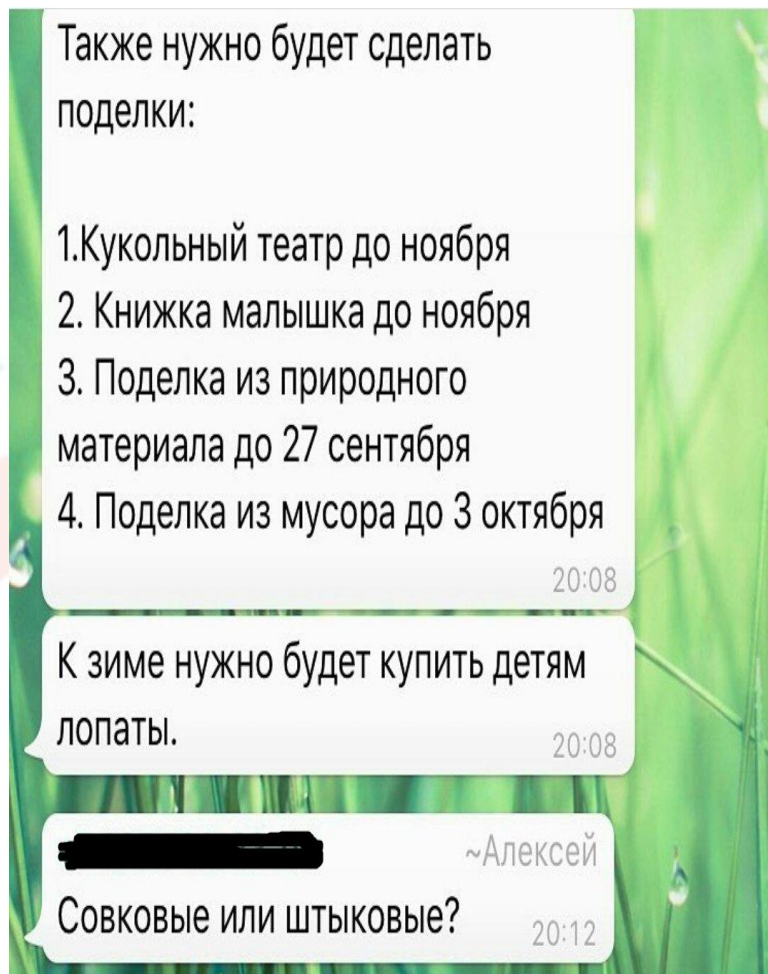 Также нужно будет сделать
поделки:
1.Кукольный театр до ноября
2. Книжка малышка до ноября
3. Поделка из природного
материала до 27 сентября
4. Поделка из мусора до 3 октября
20:08
К зиме нужно будет купить детям
лопаты.
20:08
~Алексей
Совковые или штыковые?
20:12